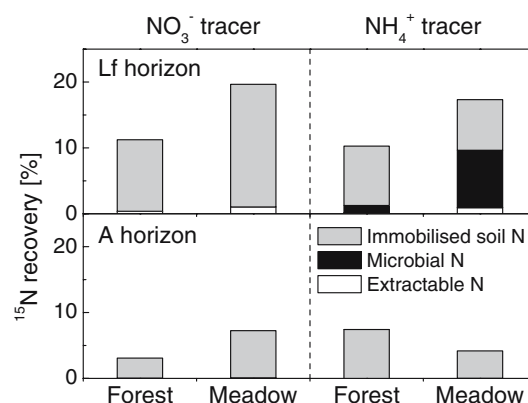 NO₃⁻ tracer NH₄⁺ tracer
Lf horizon
20
10
0
A horizon
Immobilised soil N
Microbial N
Extractable N
20
10
0
¹⁵N recovery [%]
Forest Meadow Forest Meadow